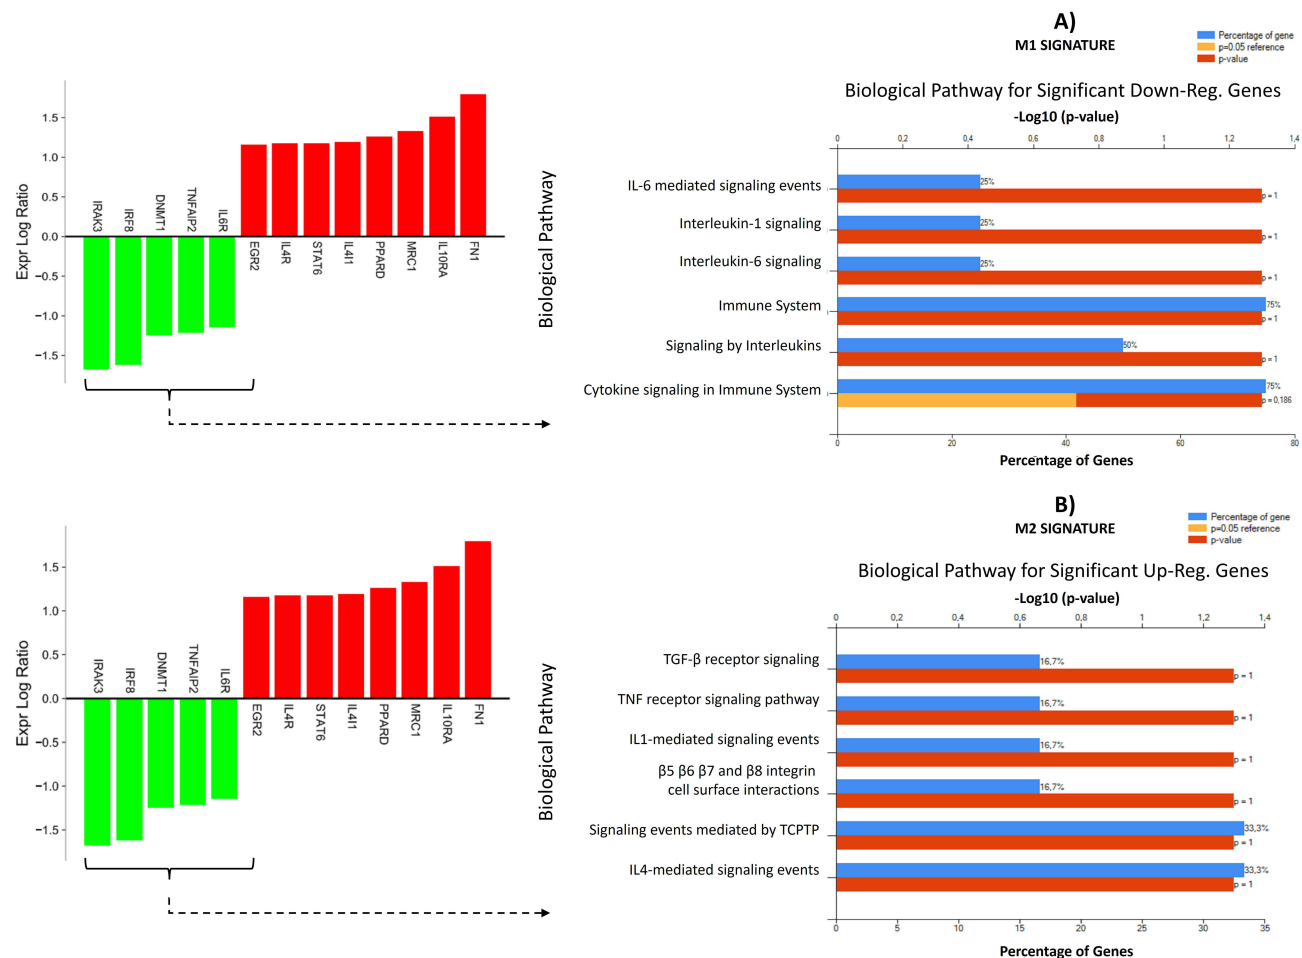 A)
M1 SIGNATURE
Percentage of gene
p=0.05 reference
p-value
Biological Pathway for Significant Down-Reg. Genes
-Log10 (p-value)
0 0,2 0,4 0,6 0,8 1 1,2 1,4
Expr Log Ratio
1.5
1.0
0.5
0.0
−0.5
−1.0
−1.5
IRAK3 IRF8 DNMT1 TNFAIP2 IL6R
EGR2 IL4R STAT6 IL4I1 PPARD MRC1 IL10RA FN1
Biological Pathway
IL-6 mediated signaling events 25%
p = 1
Interleukin-1 signaling 25%
p = 1
Interleukin-6 signaling 25%
p = 1
Immune System 75%
p = 1
Signaling by Interleukins 50%
p = 1
Cytokine signaling in Immune System 75%
p = 0,186
0 20 40 60 80
Percentage of Genes
B)
M2 SIGNATURE
Percentage of gene
p=0.05 reference
p-value
Biological Pathway for Significant Up-Reg. Genes
-Log10 (p-value)
0 0,2 0,4 0,6 0,8 1 1,2 1,4
Expr Log Ratio
1.5
1.0
0.5
0.0
−0.5
−1.0
−1.5
IRAK3 IRF8 DNMT1 TNFAIP2 IL6R
EGR2 IL4R STAT6 IL4I1 PPARD MRC1 IL10RA FN1
Biological Pathway
TGF-β receptor signaling 16,7%
p = 1
TNF receptor signaling pathway 16,7%
p = 1
IL1-mediated signaling events 16,7%
p = 1
β5 β6 β7 and β8 integrin
cell surface interactions 16,7%
p = 1
Signaling events mediated by TCPTP 33,3%
p = 1
IL4-mediated signaling events 33,3%
p = 1
0 5 10 15 20 25 30 35
Percentage of Genes